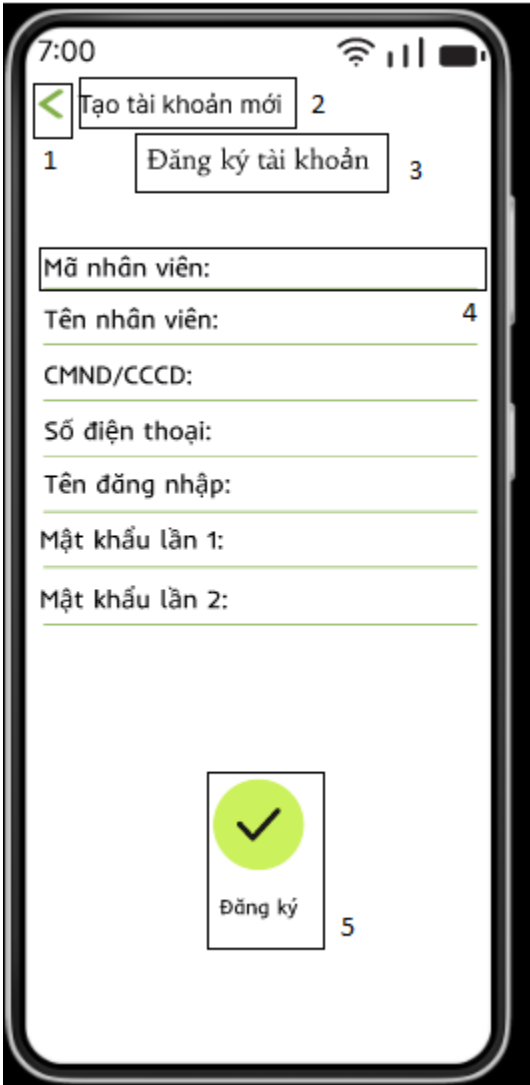 7:00
< Tạo tài khoản mới 2
1 Đăng ký tài khoản 3
Mã nhân viên:
Tên nhân viên: 4
CMND/CCCD:
Số điện thoại:
Tên đăng nhập:
Mật khẩu lần 1:
Mật khẩu lần 2:
Đăng ký 5